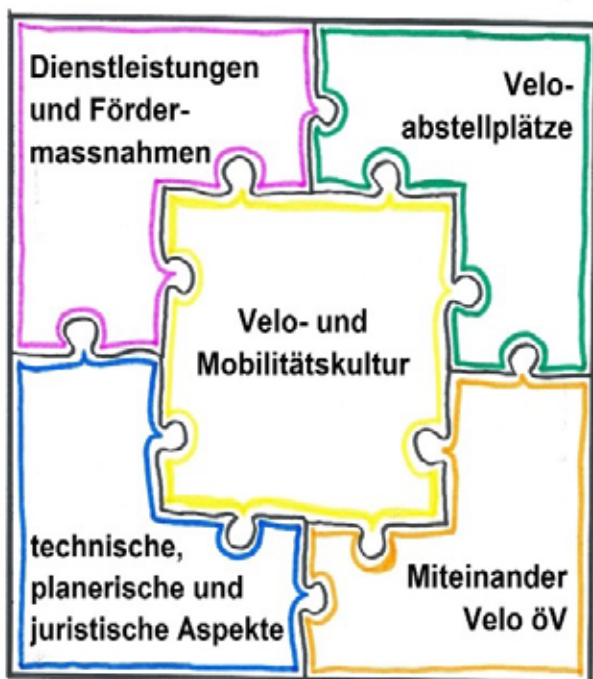 Dienstleistungen
und Förder-
massnahmen
Velo-
abstellplätze
Velo- und
Mobilitätskultur
technische,
planerische und
juristische Aspekte
Miteinander
Velo öV